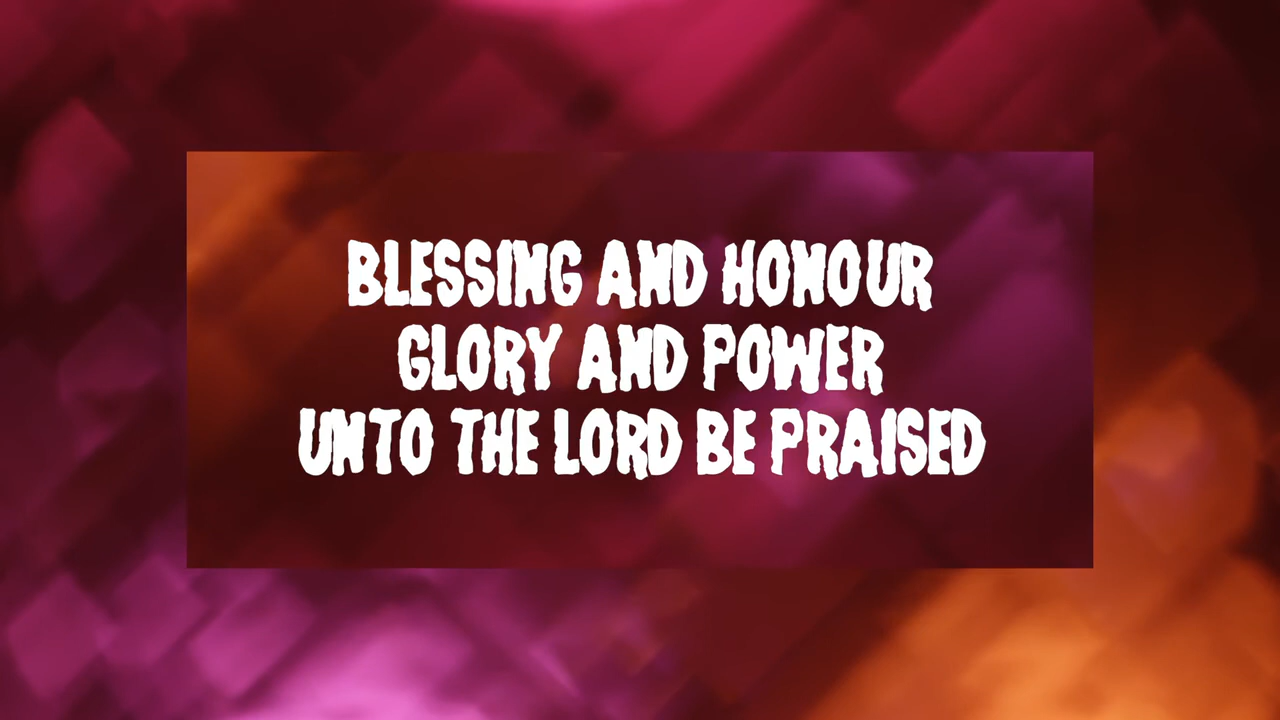 BLESSING AND HONOUR
GLORY AND POWER
UNTO THE LORD BE PRAISED